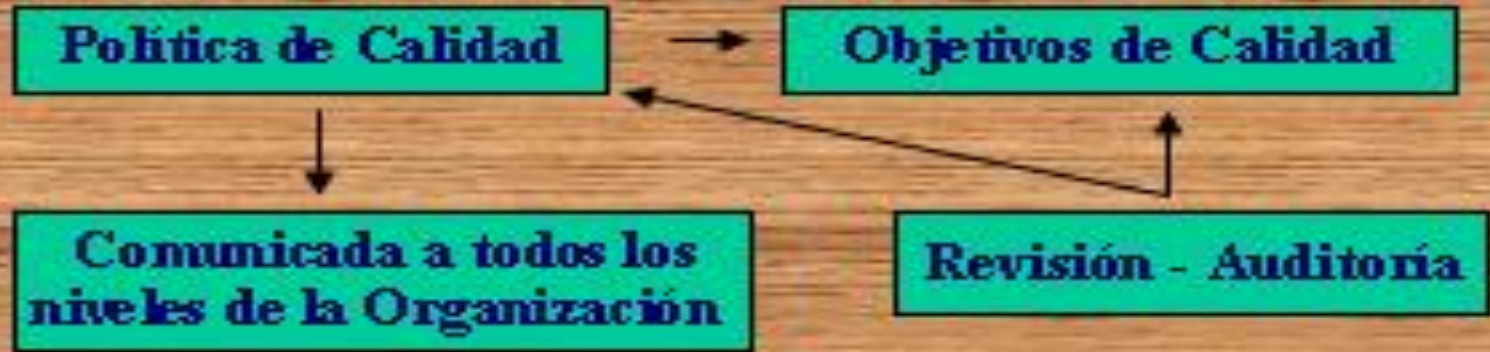 Política de Calidad
Objetivos de Calidad
Comunicada a todos los
niveles de la Organización
Revisión - Auditoría